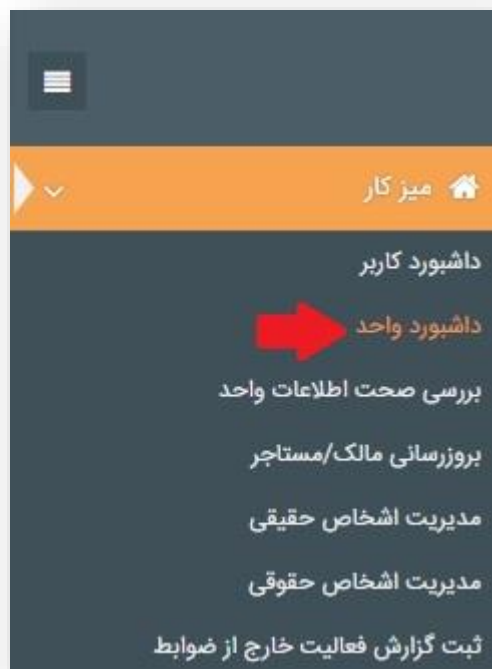 میز کار
داشبورد کاربر
داشبورد واحد
بررسی صحت اطلاعات واحد
بروزرسانی مالک/مستاجر
مدیریت اشخاص حقیقی
مدیریت اشخاص حقوقی
ثبت گزارش فعالیت خارج از ضوابط